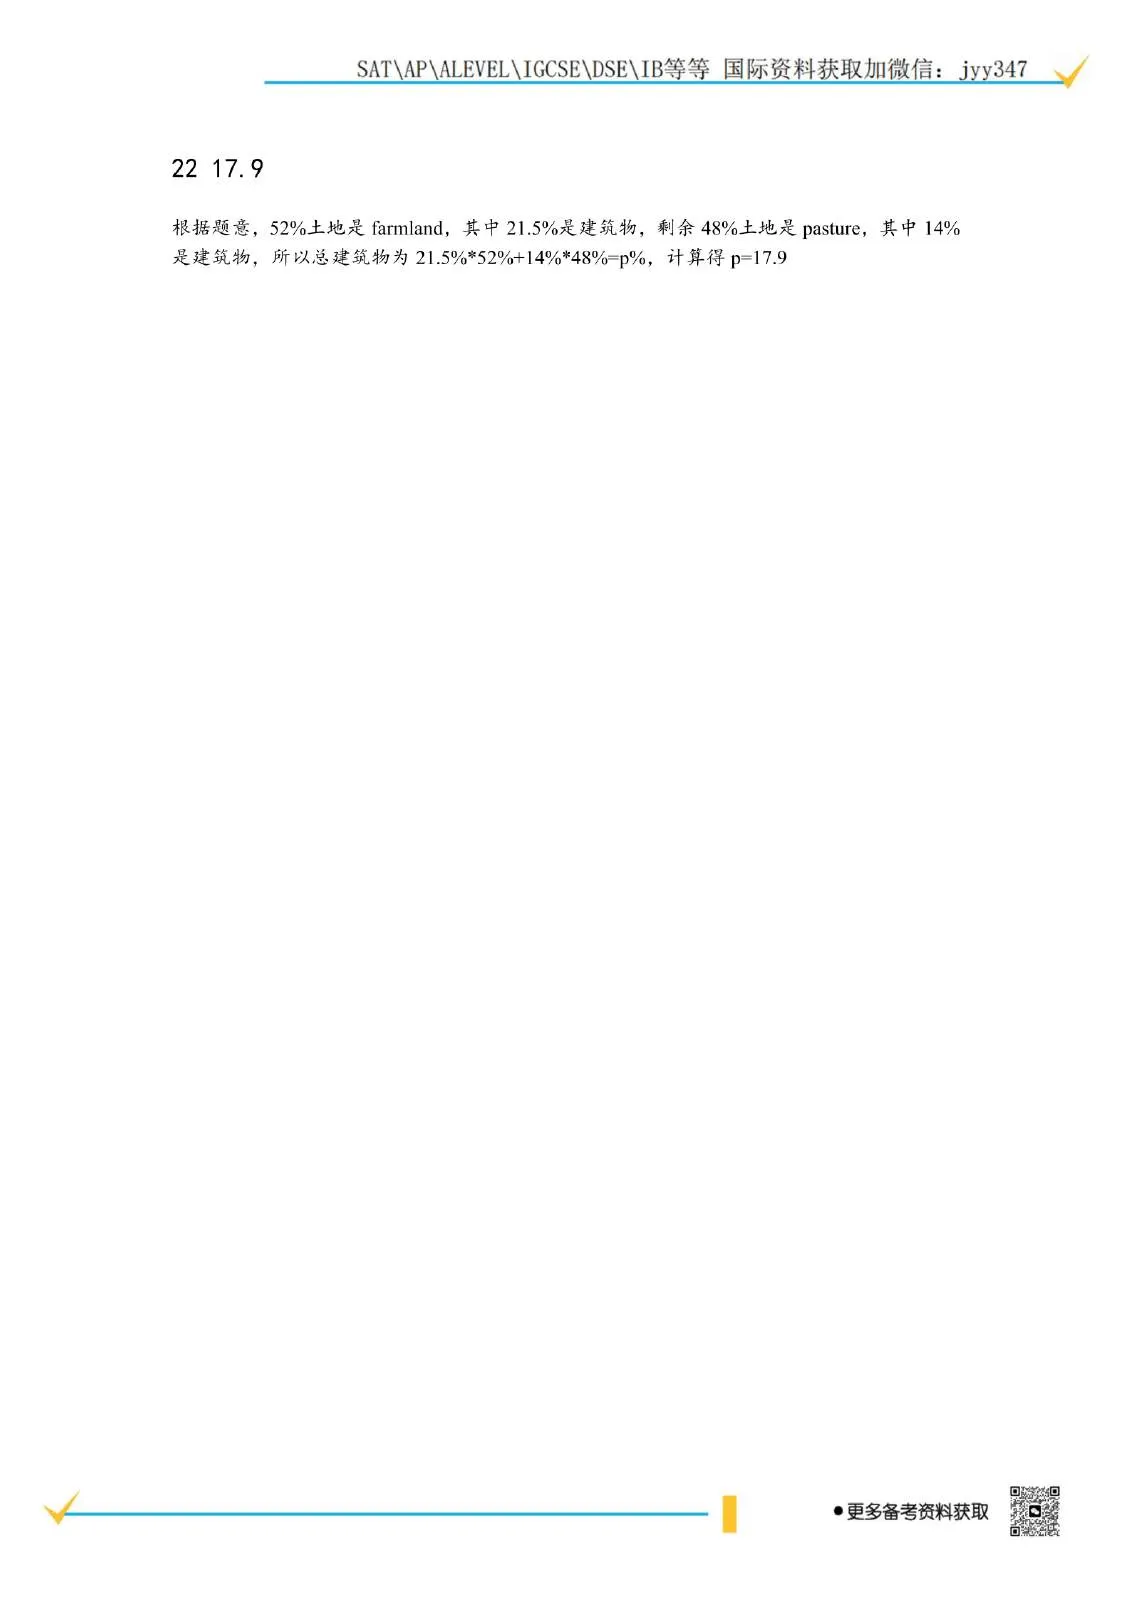 SAT\AP\ALEVEL\IGCSE\DSE\IB等等 国际资料获取加微信：jyy347
22 17.9
根据题意，52%土地是 farmland，其中 21.5%是建筑物，剩余 48%土地是 pasture，其中 14%
是建筑物，所以总建筑物为 21.5%*52%+14%*48%=p%，计算得 p=17.9
●更多备考资料获取